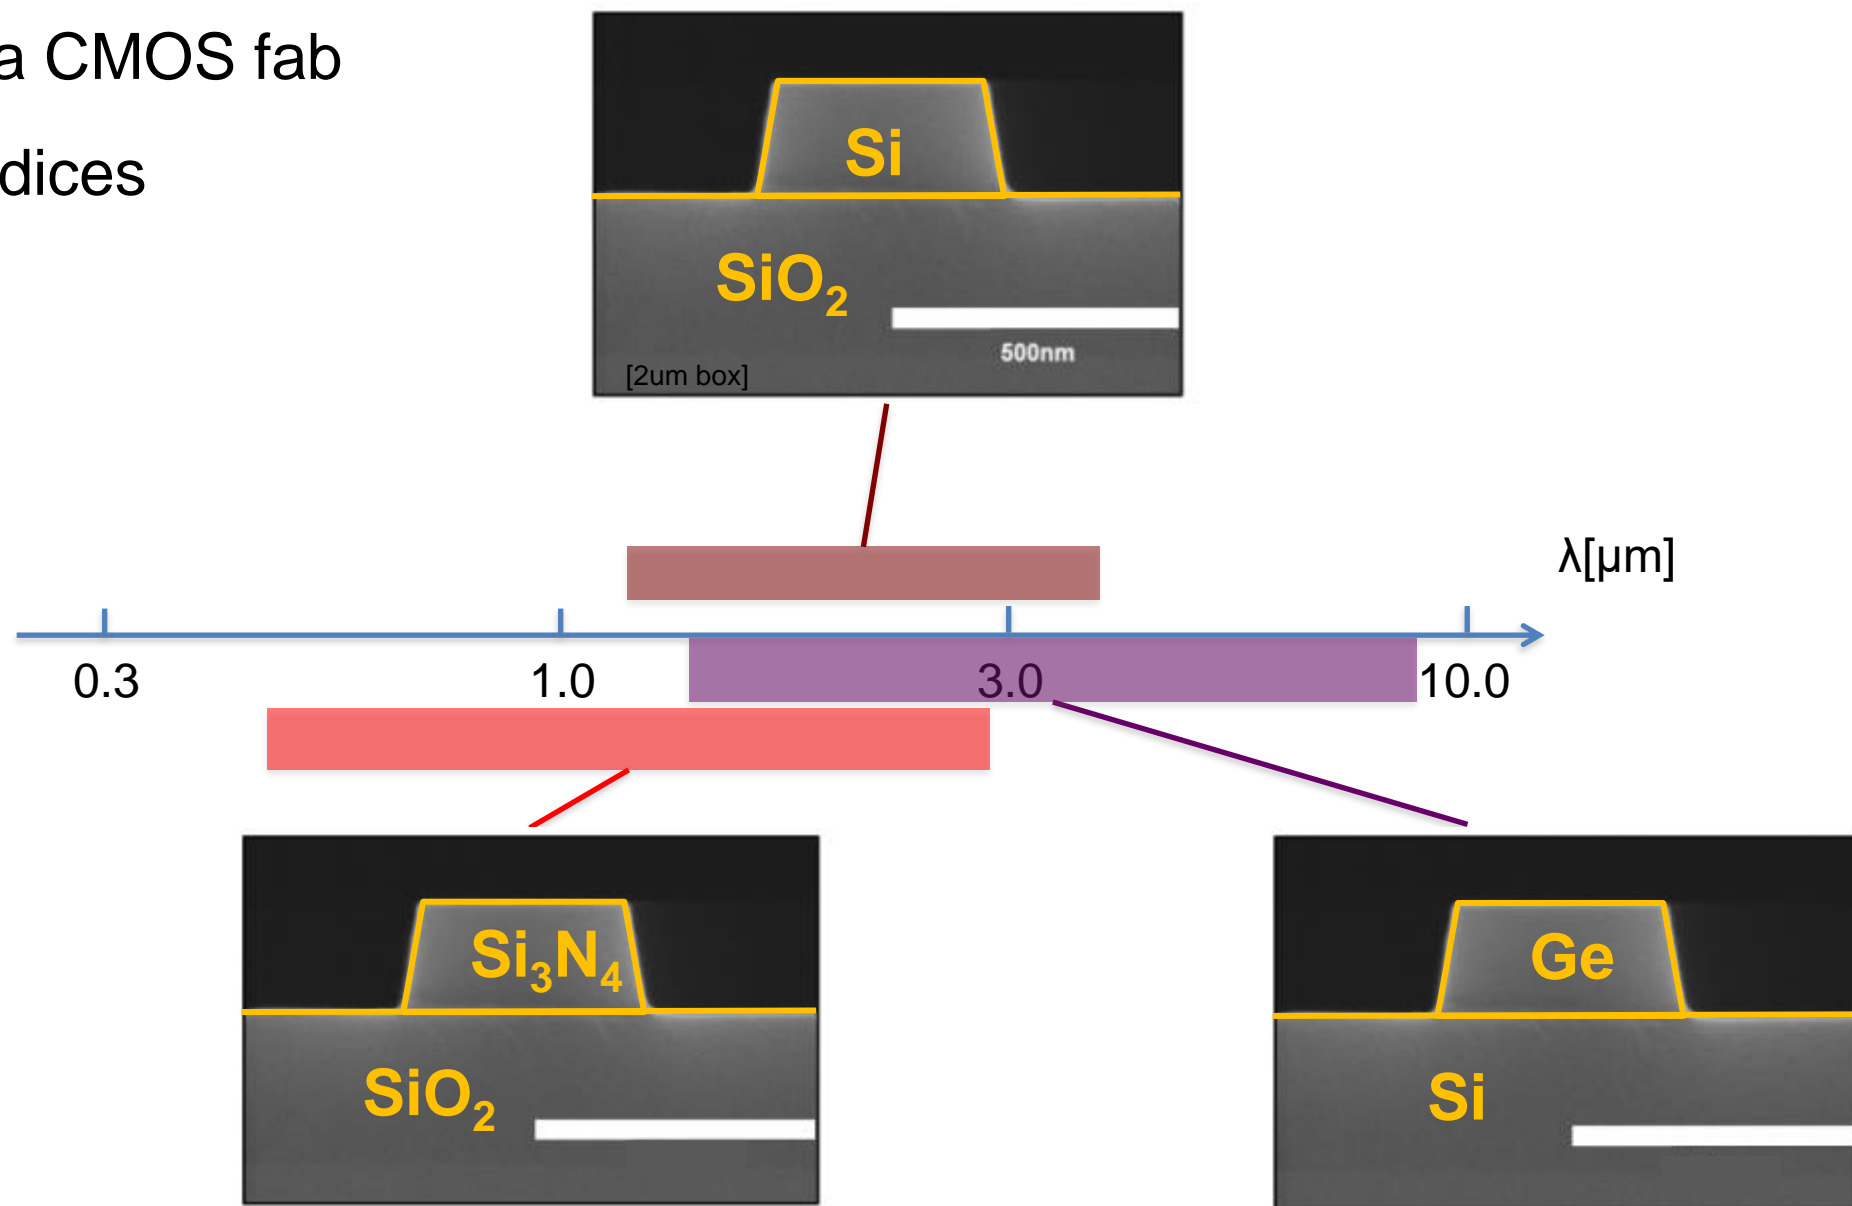 a CMOS fab
dices
Si
SiO₂
500nm
[2um box]
λ[µm]
0.3
1.0
3.0
10.0
Si₃N₄
SiO₂
Ge
Si